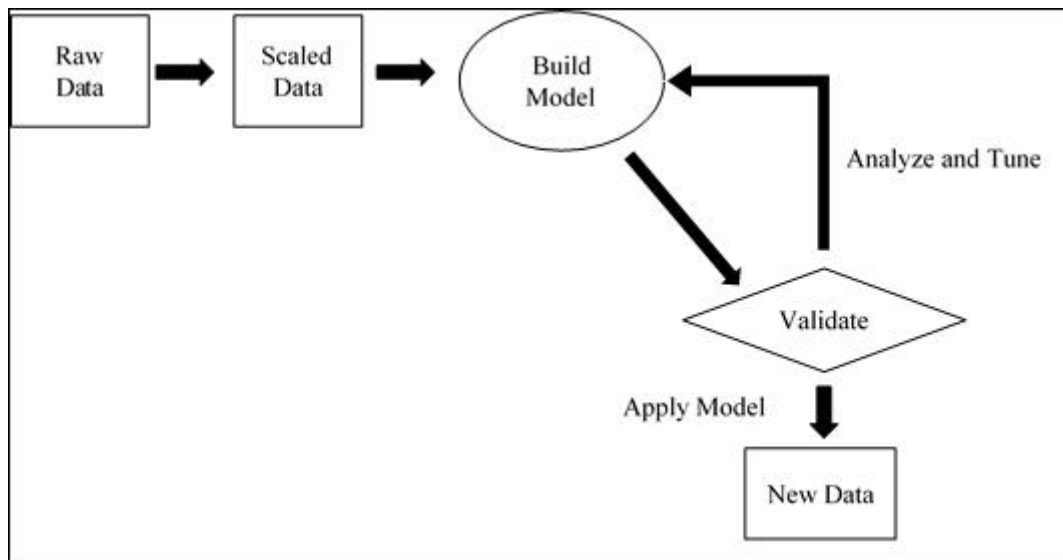 Raw
Data
Scaled
Data
Build
Model
Analyze and Tune
Validate
Apply Model
New Data